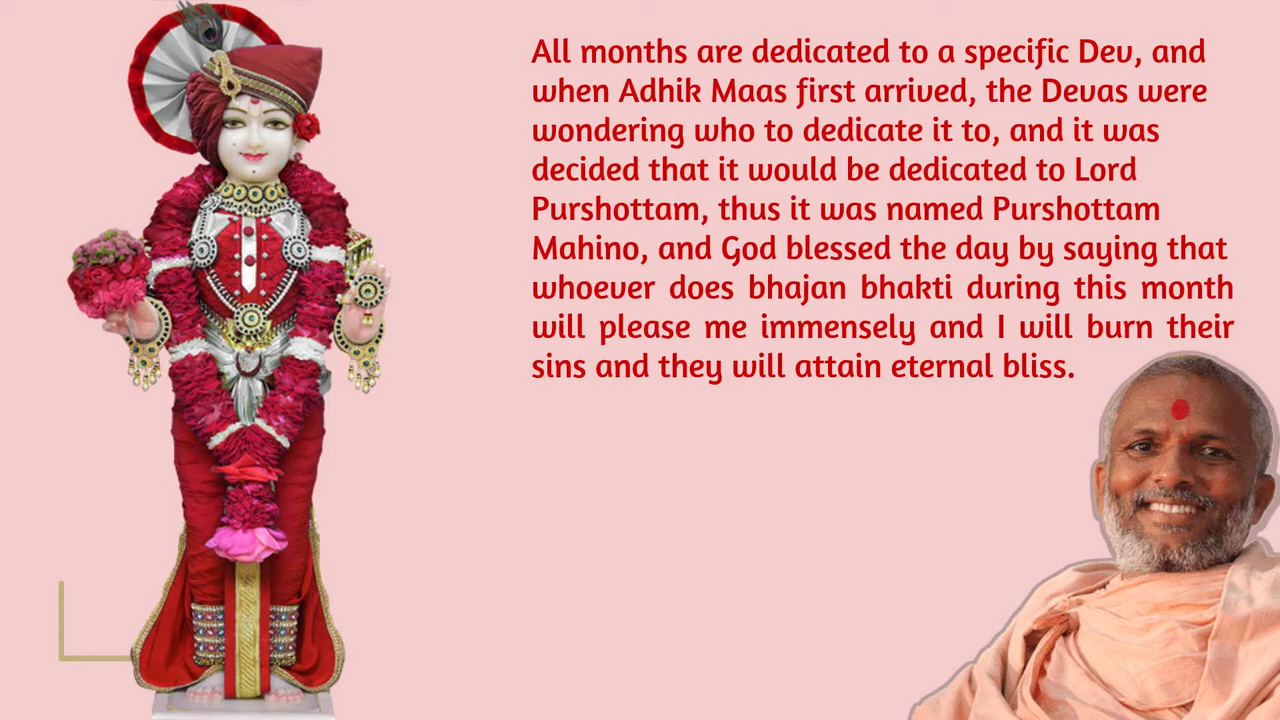 All months are dedicated to a specific Dev, and
when Adhik Maas first arrived, the Devas were
wondering who to dedicate it to, and it was
decided that it would be dedicated to Lord
Purshottam, thus it was named Purshottam
Mahino, and God blessed the day by saying that
whoever does bhajan bhakti during this month
will please me immensely and I will burn their
sins and they will attain eternal bliss.